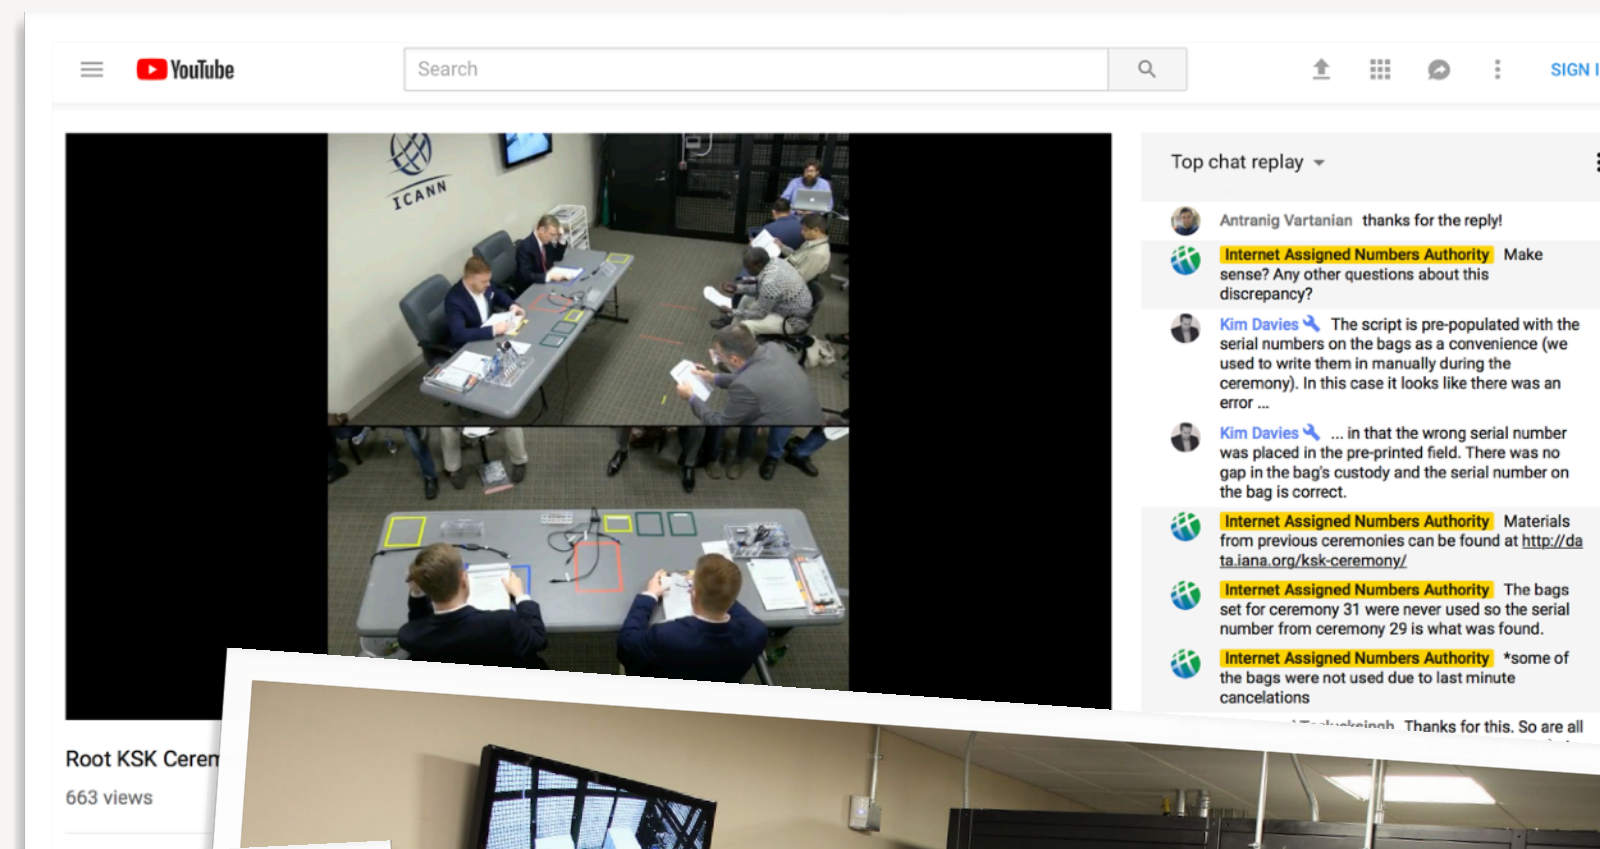 YouTube
Search
SIGN I
ICANN
Top chat replay
Antranig Vartanian thanks for the reply!
Internet Assigned Numbers Authority Make
sense? Any other questions about this
discrepancy?
Kim Davies The script is pre-populated with the
serial numbers on the bags as a convenience (we
used to write them in manually during the
ceremony). In this case it looks like there was an
error ...
Kim Davies ... in that the wrong serial number
was placed in the pre-printed field. There was no
gap in the bag's custody and the serial number on
the bag is correct.
Internet Assigned Numbers Authority Materials
from previous ceremonies can be found at http://da
ta.iana.org/ksk-ceremony/
Internet Assigned Numbers Authority The bags
set for ceremony 31 were never used so the serial
number from ceremony 29 is what was found.
Internet Assigned Numbers Authority *some of
the bags were not used due to last minute
cancelations
Thanks for this. So are all
Root KSK Cerem
663 views